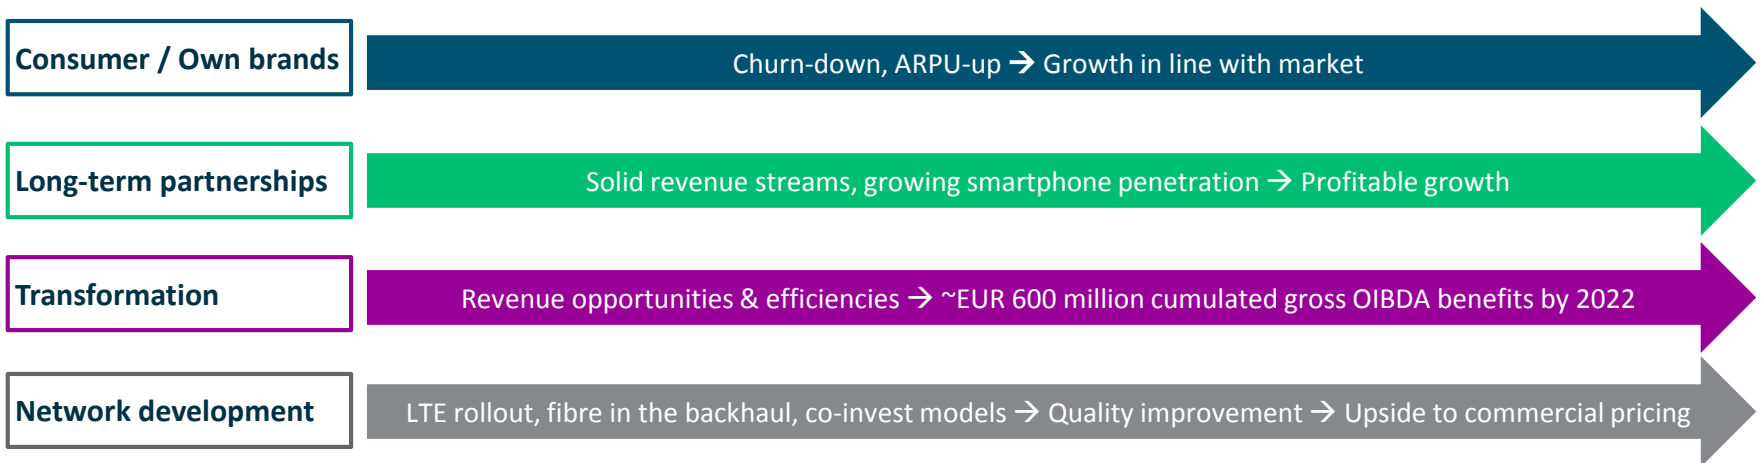 Consumer / Own brands
Churn-down, ARPU-up → Growth in line with market
Long-term partnerships
Solid revenue streams, growing smartphone penetration → Profitable growth
Transformation
Revenue opportunities & efficiencies → ~EUR 600 million cumulated gross OIBDA benefits by 2022
Network development
LTE rollout, fibre in the backhaul, co-invest models → Quality improvement → Upside to commercial pricing